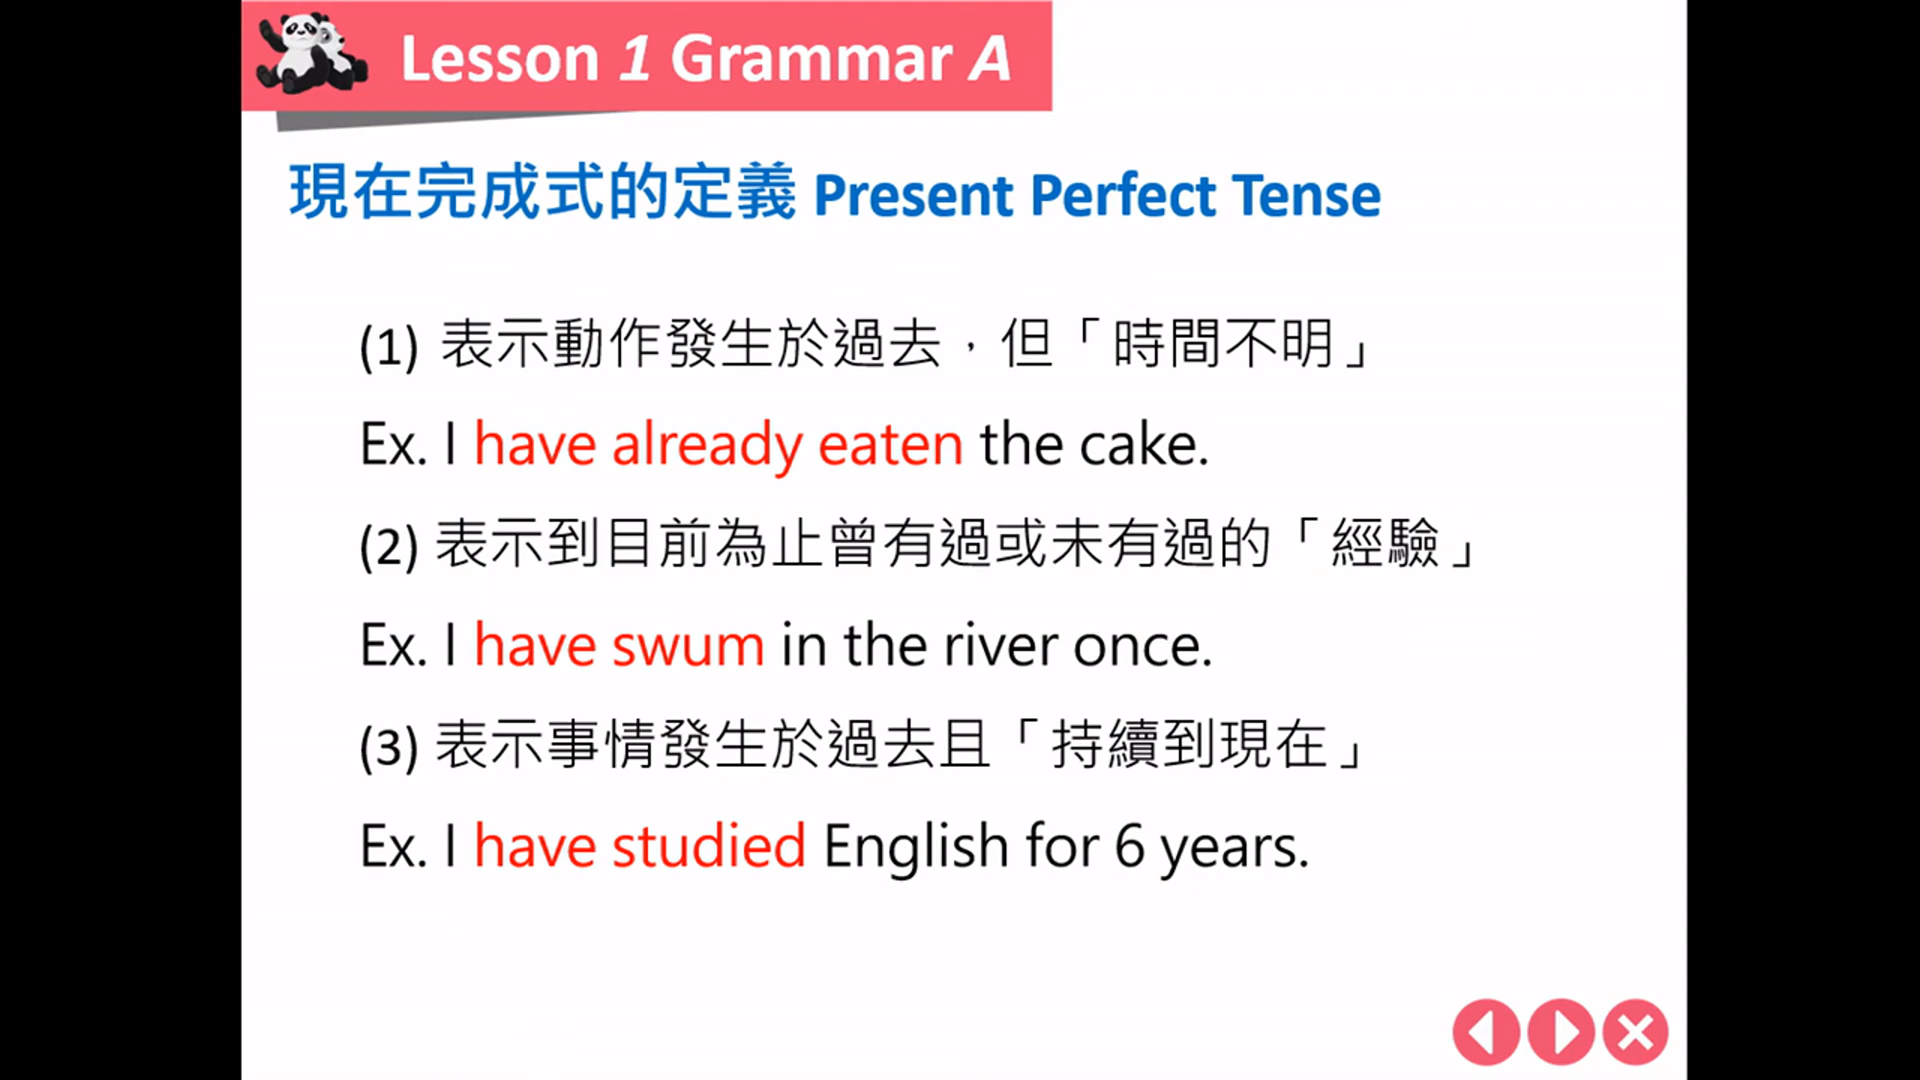 Lesson 1 Grammar A
現在完成式的定義 Present Perfect Tense
(1) 表示動作發生於過去，但「時間不明」
Ex. I have already eaten the cake.
(2) 表示到目前為止曾有過或未有過的「經驗」
Ex. I have swum in the river once.
(3) 表示事情發生於過去且「持續到現在」
Ex. I have studied English for 6 years.